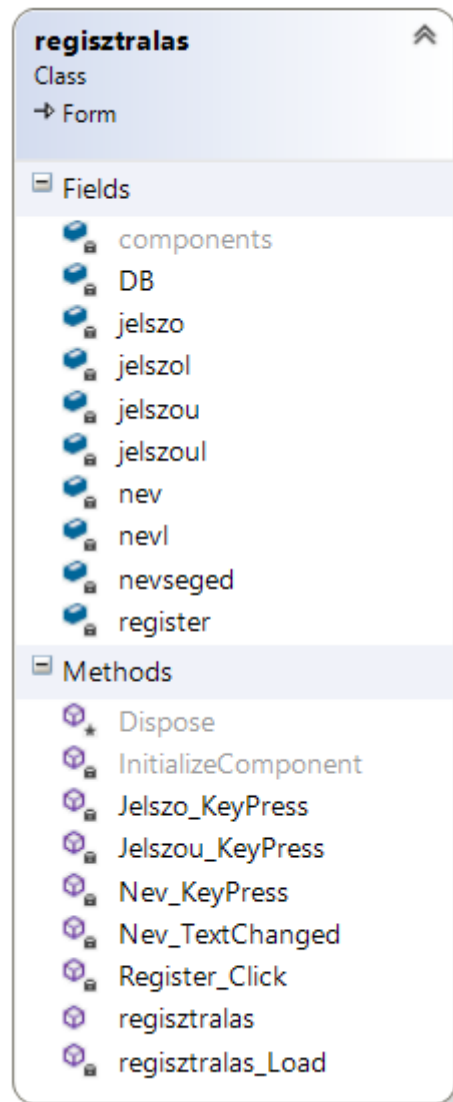 regisztralas
Class
Form
Fields
components
DB
jelszo
jelszol
jelszou
jelszoul
nev
nevl
nevseged
register
Methods
Dispose
InitializeComponent
Jelszo_KeyPress
Jelszou_KeyPress
Nev_KeyPress
Nev_TextChanged
Register_Click
regisztralas
regisztralas_Load